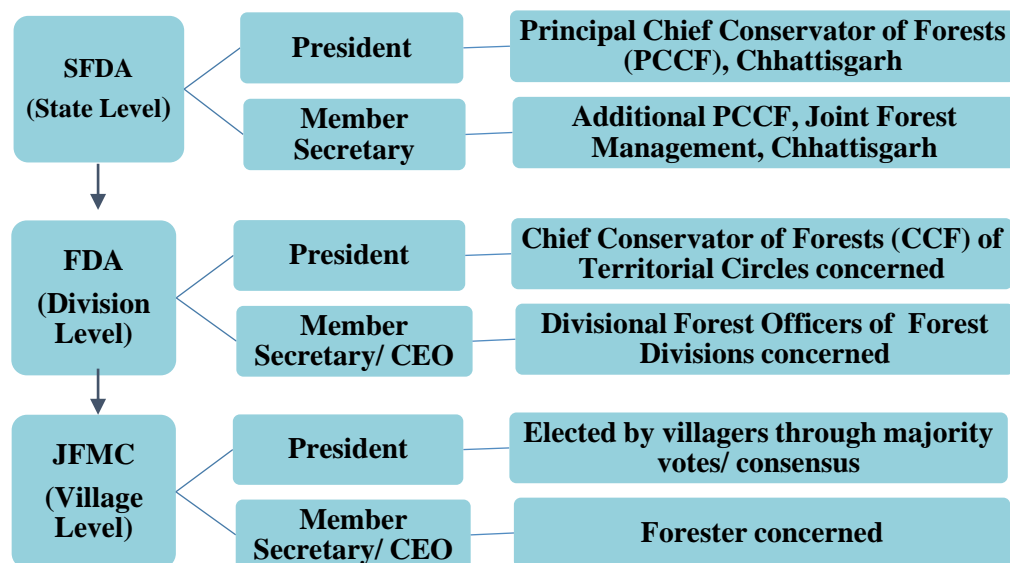 SFDA
(State Level)
President
Principal Chief Conservator of Forests
(PCCF), Chhattisgarh
Member
Secretary
Additional PCCF, Joint Forest
Management, Chhattisgarh
FDA
(Division
Level)
President
Chief Conservator of Forests (CCF) of
Territorial Circles concerned
Member
Secretary/ CEO
Divisional Forest Officers of Forest
Divisions concerned
JFMC
(Village
Level)
President
Elected by villagers through majority
votes/ consensus
Member
Secretary/ CEO
Forester concerned